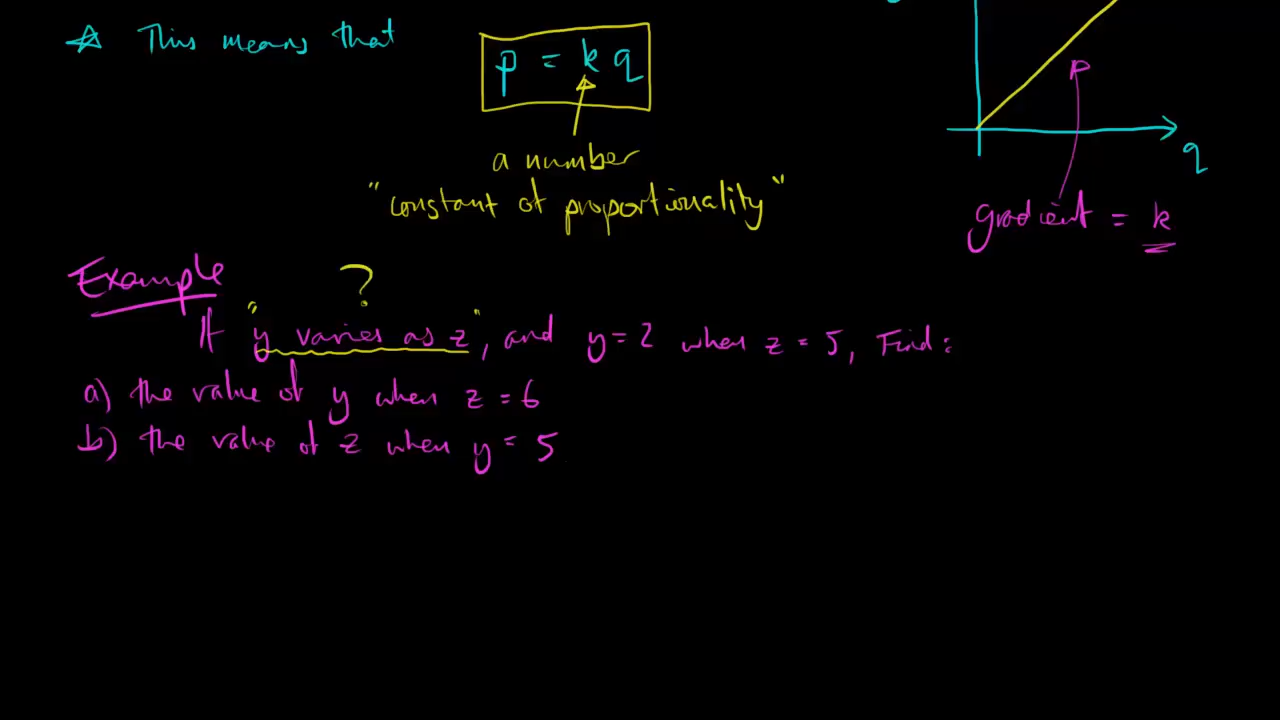 ☆ This means that
p = k q
a number
"constant of proportionality"
q
gradient = k
Example
?
If "y varies as z", and y = 2 when z = 5, Find:
a) the value of y when z = 6
b) the value of z when y = 5